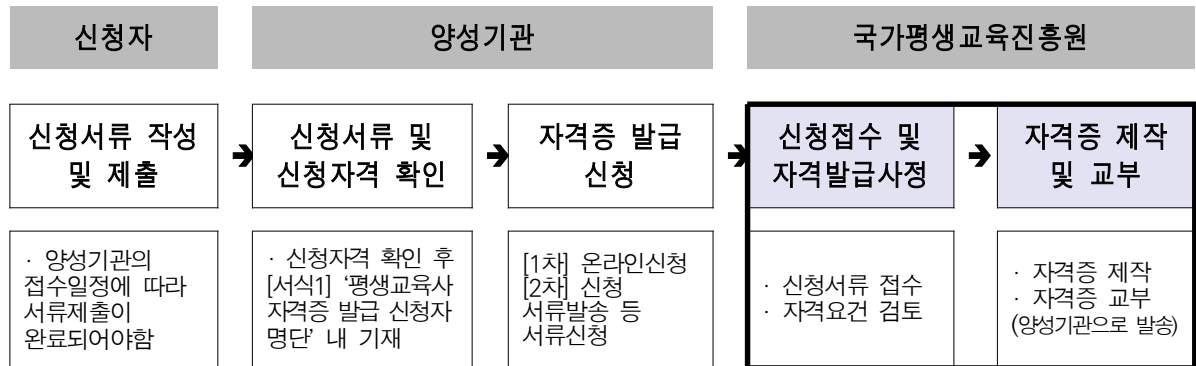 신청자
양성기관
국가평생교육진흥원
신청서류 작성
및 제출
➔
신청서류 및
신청자격 확인
➔
자격증 발급
신청
➔
신청접수 및
자격발급사정
➔
자격증 제작
및 교부
· 양성기관의
접수일정에 따라
서류제출이
완료되어야함
· 신청자격 확인 후
[서식1] ‘평생교육사
자격증 발급 신청자
명단’ 내 기재
[1차] 온라인신청
[2차] 신청
서류발송 등
서류신청
· 신청서류 접수
· 자격요건 검토
· 자격증 제작
· 자격증 교부
(양성기관으로 발송)